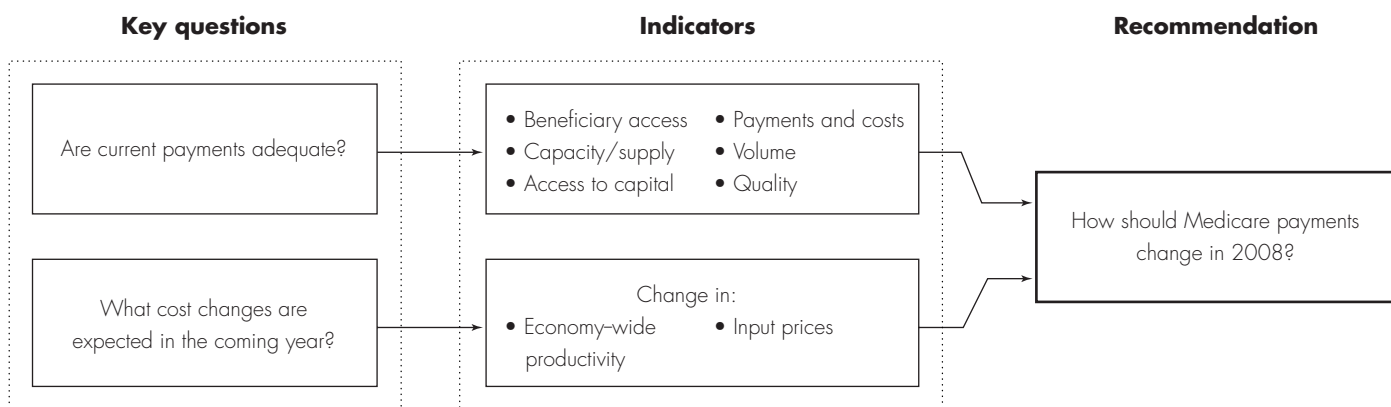 Key questions
Indicators
Recommendation
Are current payments adequate?
• Beneficiary access
• Capacity/supply
• Access to capital
• Payments and costs
• Volume
• Quality
What cost changes are
expected in the coming year?
Change in:
• Economy-wide
productivity
• Input prices
How should Medicare payments
change in 2008?